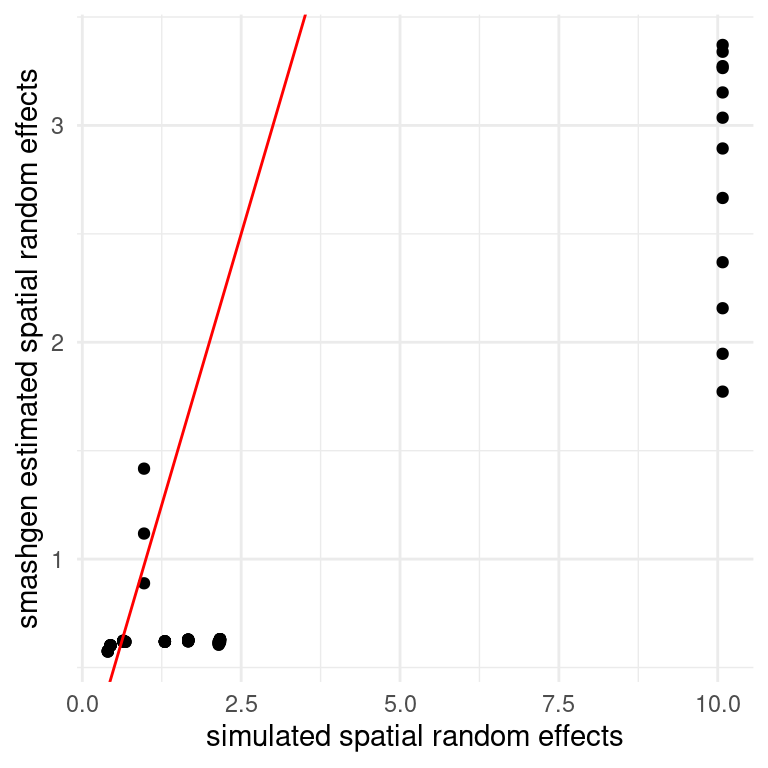 smashgen estimated spatial random effects
3
2
1
0.0 2.5 5.0 7.5 10.0
simulated spatial random effects